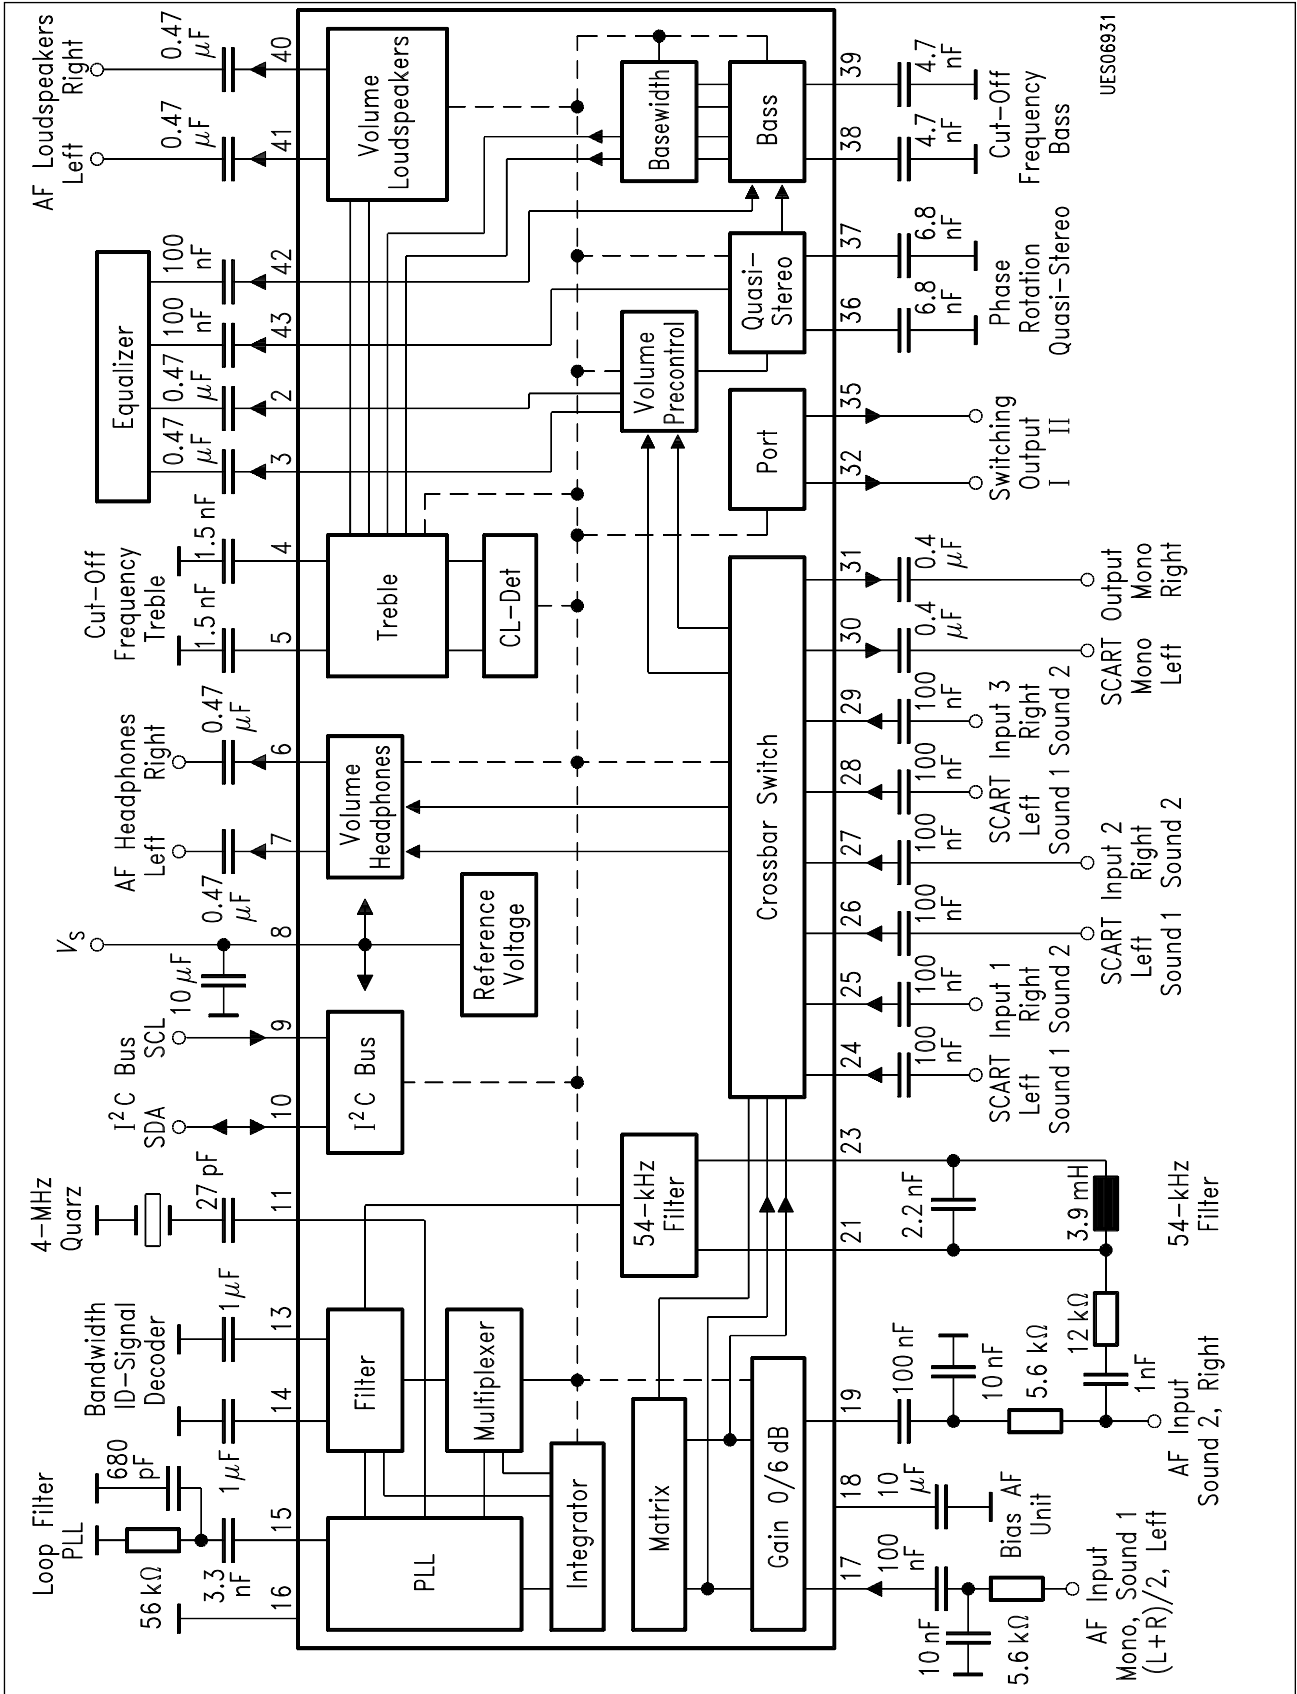 AF Loudspeakers
Left
Right
0.47
μF
0.47
μF
41
40
Volume
Loudspeakers
Basewidth
Bass
39
38
4.7
nF
4.7
nF
Cut-Off
Frequency
Bass
UES06931
Equalizer
0.47
μF
0.47
μF
100
nF
100
nF
3
2
43
42
Volume
Precontrol
Quasi-
Stereo
37
36
6.8
nF
6.8
nF
Phase
Rotation
Quasi-Stereo
Cut-Off
Frequency
Treble
1.5 nF
1.5 nF
5
4
Treble
CL-Det
Port
35
32
Switching
Output
I
II
AF Headphones
Left
Right
0.47
μF
0.47
μF
7
6
Volume
Headphones
Crossbar Switch
31
30
0.4
μF
0.4
μF
SCART Output
Mono Mono
Left Right
29
28
100
nF
100
nF
SCART Input 3
Left Right
Sound 1 Sound 2
27
26
100
nF
100
nF
SCART Input 2
Left Right
Sound 1 Sound 2
25
24
100
nF
100
nF
SCART Input 1
Left Right
Sound 1 Sound 2
VS
10 μF
8
Reference
Voltage
I2C Bus
SDA SCL
10
9
I2C Bus
4-MHz
Quarz
27 pF
11
54-kHz
Filter
23
21
2.2 nF
3.9 mH
54-kHz
Filter
Bandwidth
ID-Signal
Decoder
1μF
1μF
14
13
Filter
Multiplexer
Loop Filter
PLL
680
pF
56 kΩ
3.3
nF
16
15
PLL
Integrator
Matrix
Gain 0/6 dB
19
18
17
100 nF
10 nF
5.6 kΩ
12 kΩ
1nF
AF Input
Sound 2, Right
10
μF
Bias AF
Unit
100
nF
10 nF
5.6 kΩ
AF Input
Mono, Sound 1
(L+R)/2, Left